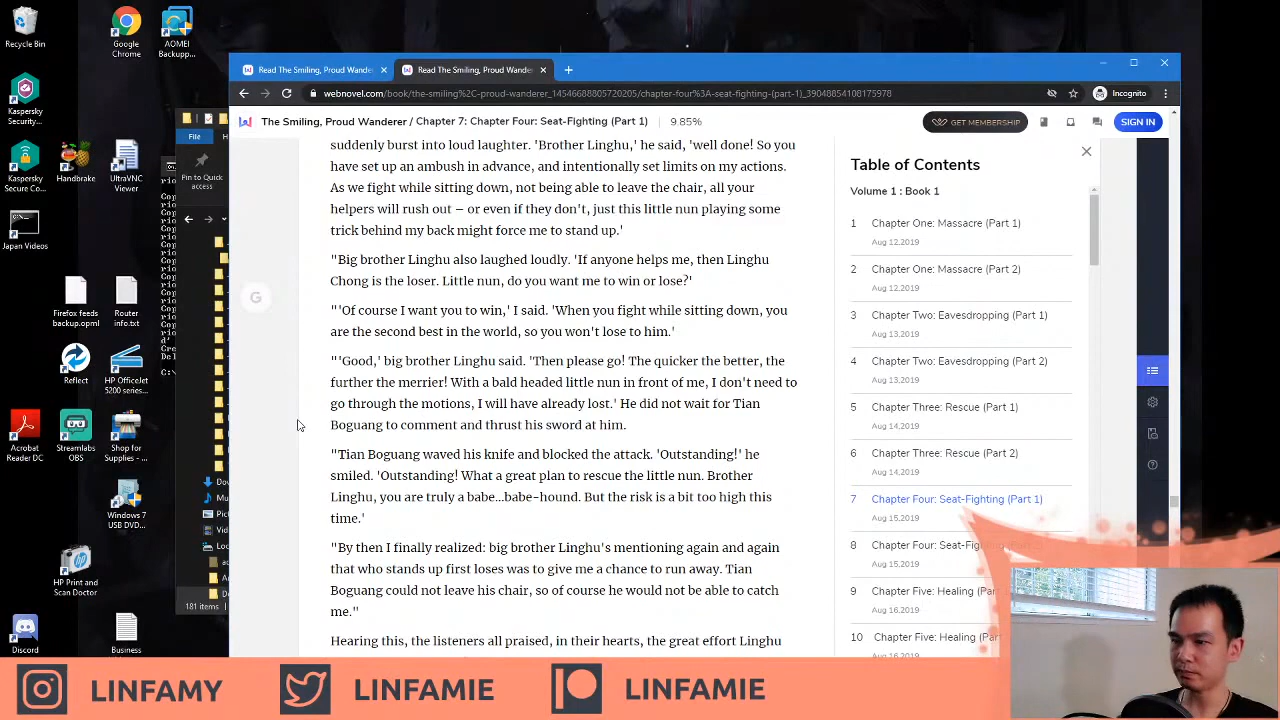 Recycle Bin
Google
Chrome
AOMEI
Backupp...
Kaspersky
Security...
Kaspersky
Secure Co...
Handbrake
UltraVNC
Viewer
Japan Videos
Firefox feeds
backup.opml
Router
info.txt
Reflect
HP OfficeJet
5200 series...
Acrobat
Reader DC
Streamlabs
OBS
Shop for
Supplies - ...
Windows 7
USB DVD...
HP Print and
Scan Doctor
Discord
Business
File
Pin to Quick
access
181 items
Read The Smiling, Proud Wande
Read The Smiling, Proud Wande
webnovel.com/book/the-smiling%2C-proud-wanderer_14546688805720205/chapter-four%3A-seat-fighting-(part-1)_39048854108175978
Incognito
The Smiling, Proud Wanderer / Chapter 7: Chapter Four: Seat-Fighting (Part 1)
9.85%
GET MEMBERSHIP
SIGN IN
suddenly burst into loud laughter. 'Brother Linghu,' he said, 'well done! So you
have set up an ambush in advance, and intentionally set limits on my actions.
As we fight while sitting down, not being able to leave the chair, all your
helpers will rush out – or even if they don't, just this little nun playing some
trick behind my back might force me to stand up.'
"Big brother Linghu also laughed loudly. 'If anyone helps me, then Linghu
Chong is the loser. Little nun, do you want me to win or lose?'
"'Of course I want you to win,' I said. 'When you fight while sitting down, you
are the second best in the world, so you won't lose to him.'
"'Good,' big brother Linghu said. 'Then please go! The quicker the better, the
further the merrier! With a bald headed little nun in front of me, I don't need to
go through the motions, I will have already lost.' He did not wait for Tian
Boguang to comment and thrust his sword at him.
"Tian Boguang waved his knife and blocked the attack. 'Outstanding!' he
smiled. 'Outstanding! What a great plan to rescue the little nun. Brother
Linghu, you are truly a babe...babe-hound. But the risk is a bit too high this
time.'
"By then I finally realized: big brother Linghu's mentioning again and again
that who stands up first loses was to give me a chance to run away. Tian
Boguang could not leave his chair, so of course he would not be able to catch
me."
Hearing this, the listeners all praised, in their hearts, the great effort Linghu
Table of Contents
Volume 1 : Book 1
1 Chapter One: Massacre (Part 1)
Aug 12,2019
2 Chapter One: Massacre (Part 2)
Aug 12,2019
3 Chapter Two: Eavesdropping (Part 1)
Aug 13,2019
4 Chapter Two: Eavesdropping (Part 2)
Aug 13,2019
5 Chapter Three: Rescue (Part 1)
Aug 14,2019
6 Chapter Three: Rescue (Part 2)
Aug 14,2019
7 Chapter Four: Seat-Fighting (Part 1)
Aug 15,2019
8 Chapter Four: Seat-Fighting
Aug 15,2019
9 Chapter Five: Healing (Part
Aug 16,2019
10 Chapter Five: Healing (Part
Aug 16,2019
LINFAMY
LINFAMIE
LINFAMIE